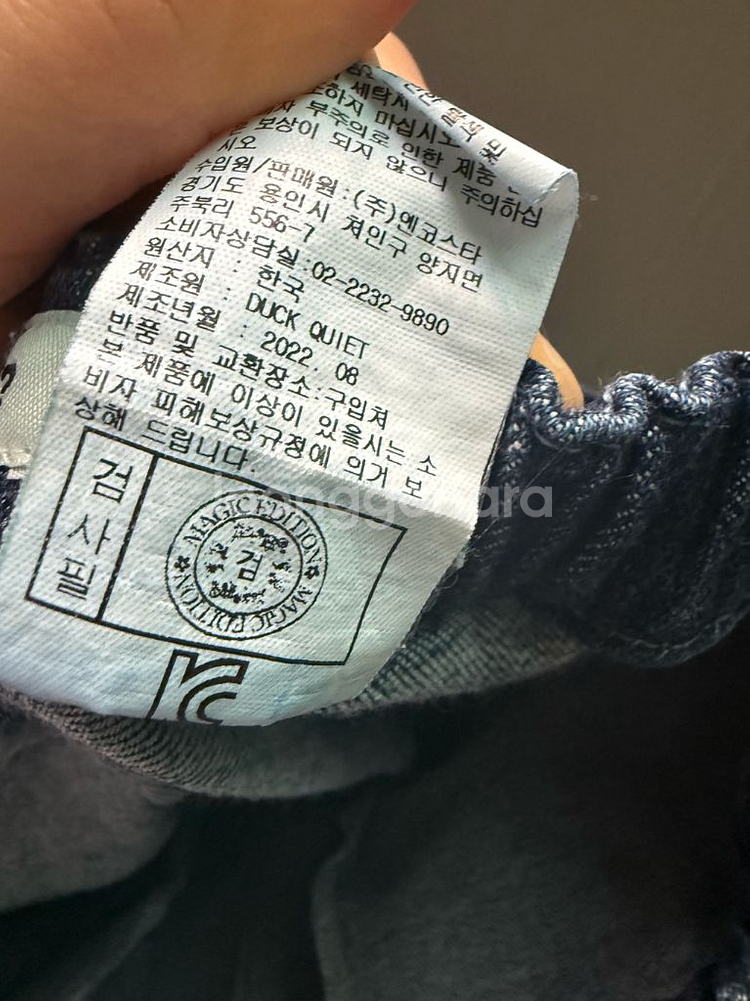 세탁시
하지 마십시오
부주의로 인한 제품
보상이 되지 않으니 주의하십
시오
수입원/판매원:(주)엔코스타
경기도 용인시 처인구 양지면
주북리 556-7
소비자상담실:02-2232-9890
원산지 : 한국
제조원 : DUCK QUIET
제조년월 : 2022. 08
반품 및 교환장소:구입처
본 제품에 이상이 있을시는 소
비자 피해보상규정에 의거 보
상해 드립니다.
검사필
MAGIC EDITION
검
MAGIC EDITION